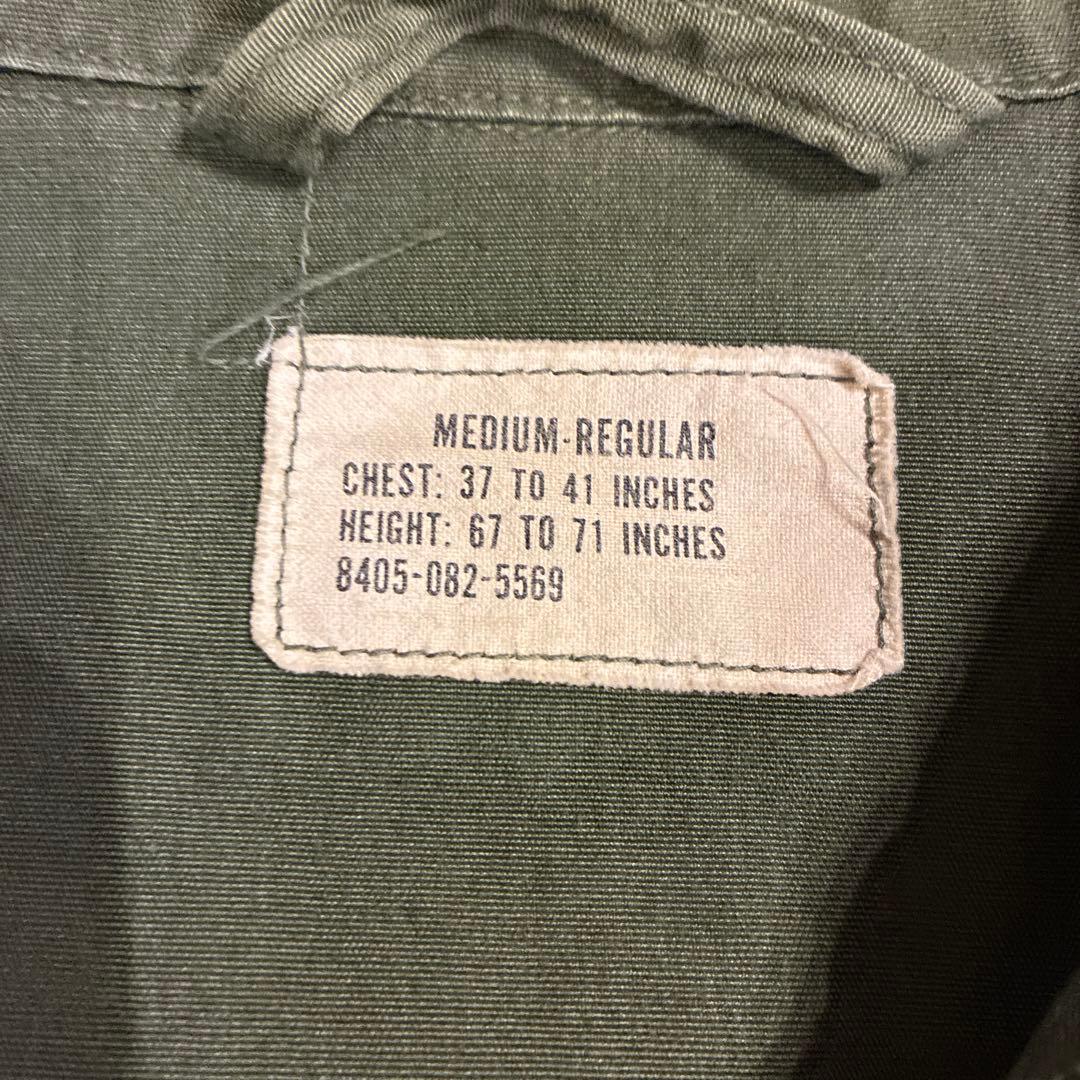 MEDIUM-REGULAR
CHEST: 37 TO 41 INCHES
HEIGHT: 67 TO 71 INCHES
8405-082-5569